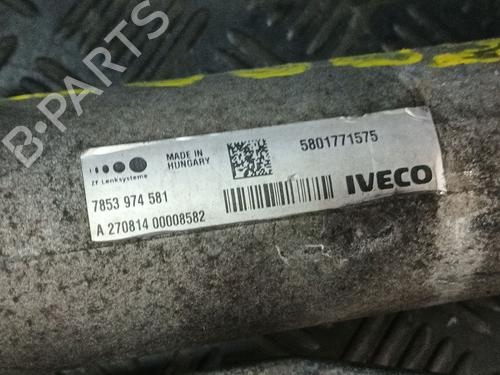 B-PARTS
ZF Lenksysteme
MADE IN
HUNGARY
5801771575
7853 974 581
IVECO
A 270814 00008582